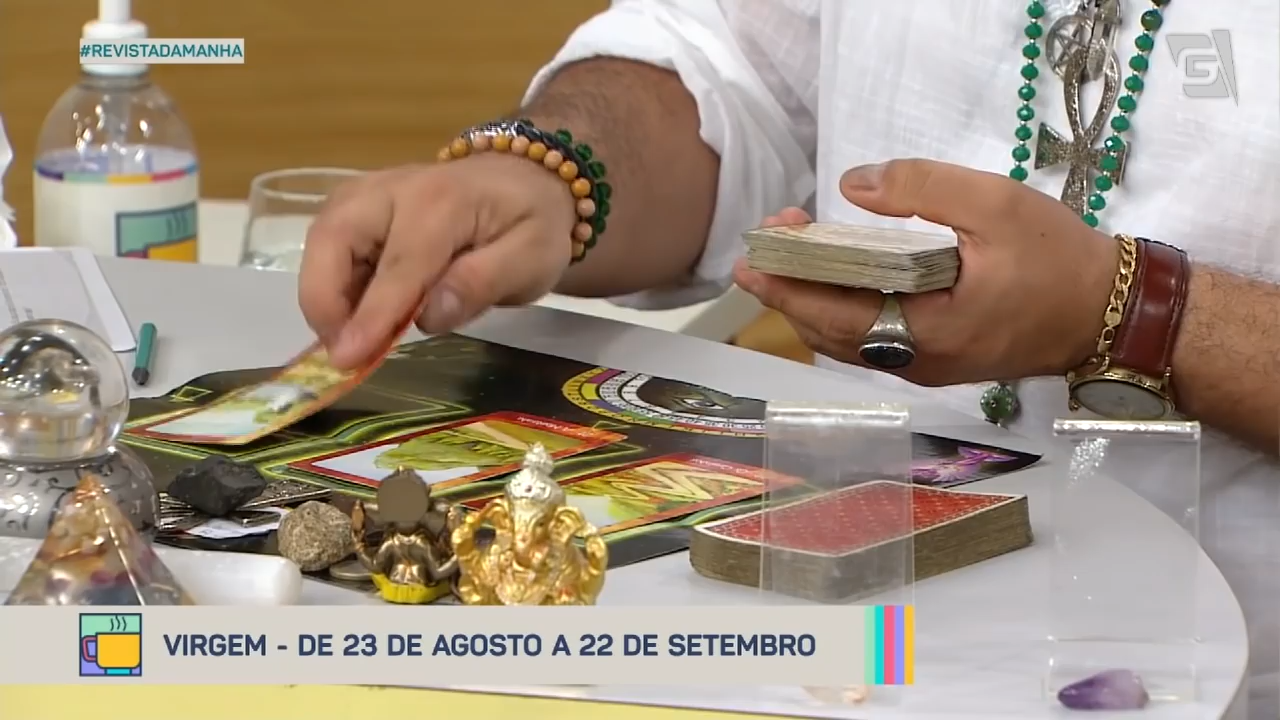 #REVISTADAMANHA
VIRGEM - DE 23 DE AGOSTO A 22 DE SETEMBRO